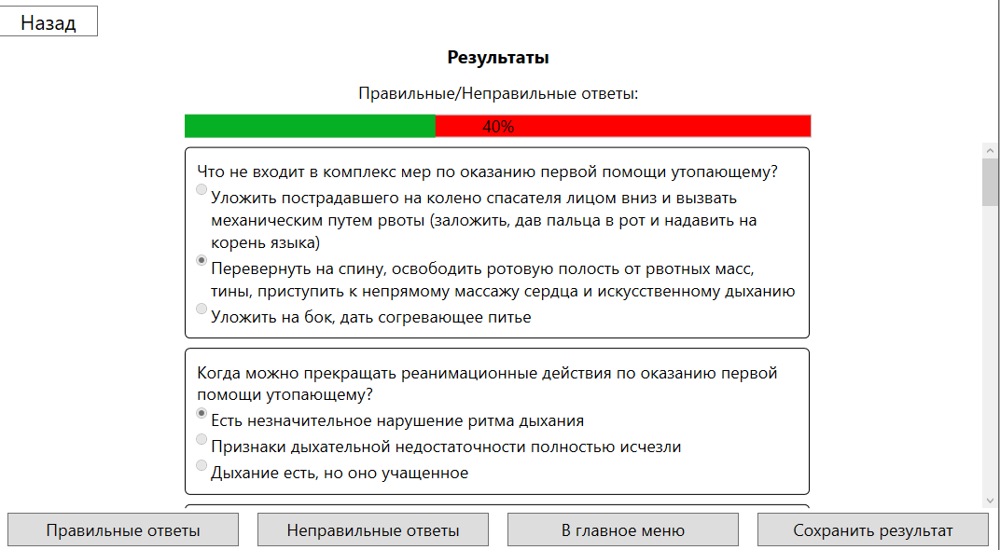 Назад
Результаты
Правильные/Неправильные ответы:
40%
Что не входит в комплекс мер по оказанию первой помощи утопающему?
Уложить пострадавшего на колено спасателя лицом вниз и вызвать
механическим путем рвоты (заложить, дав пальца в рот и надавить на
корень языка)
Перевернуть на спину, освободить ротовую полость от рвотных масс,
тины, приступить к непрямому массажу сердца и искусственному дыханию
Уложить на бок, дать согревающее питье
Когда можно прекращать реанимационные действия по оказанию первой
помощи утопающему?
Есть незначительное нарушение ритма дыхания
Признаки дыхательной недостаточности полностью исчезли
Дыхание есть, но оно учащенное
Правильные ответы
Неправильные ответы
В главное меню
Сохранить результат